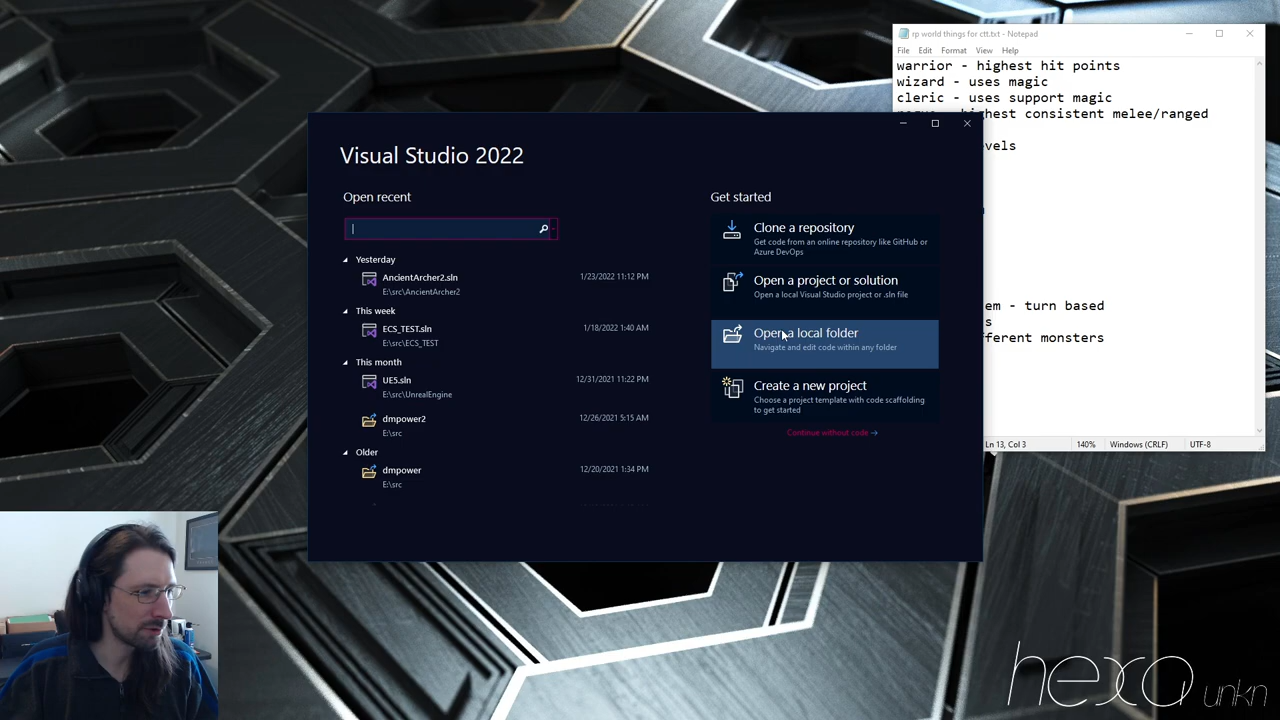 rp world things for ctt.txt - Notepad
File Edit Format View Help
warrior - highest hit points
wizard - uses magic
cleric - uses support magic
hest consistent melee/ranged
vels
em - turn based
s
fferent monsters
Ln 13, Col 3 140% Windows (CRLF) UTF-8
Visual Studio 2022
Open recent
Yesterday
AncientArcher2.sln 1/23/2022 11:12 PM
E:\src\AncientArcher2
This week
ECS_TEST.sln 1/18/2022 1:40 AM
E:\src\ECS_TEST
This month
UE5.sln 12/31/2021 11:22 PM
E:\src\UnrealEngine
dmpower2 12/26/2021 5:15 AM
E:\src
Older
dmpower 12/20/2021 1:34 PM
E:\src
Get started
Clone a repository
Get code from an online repository like GitHub or
Azure DevOps
Open a project or solution
Open a local Visual Studio project or .sln file
Open a local folder
Navigate and edit code within any folder
Create a new project
Choose a project template with code scaffolding
to get started
Continue without code →
hexa unkn